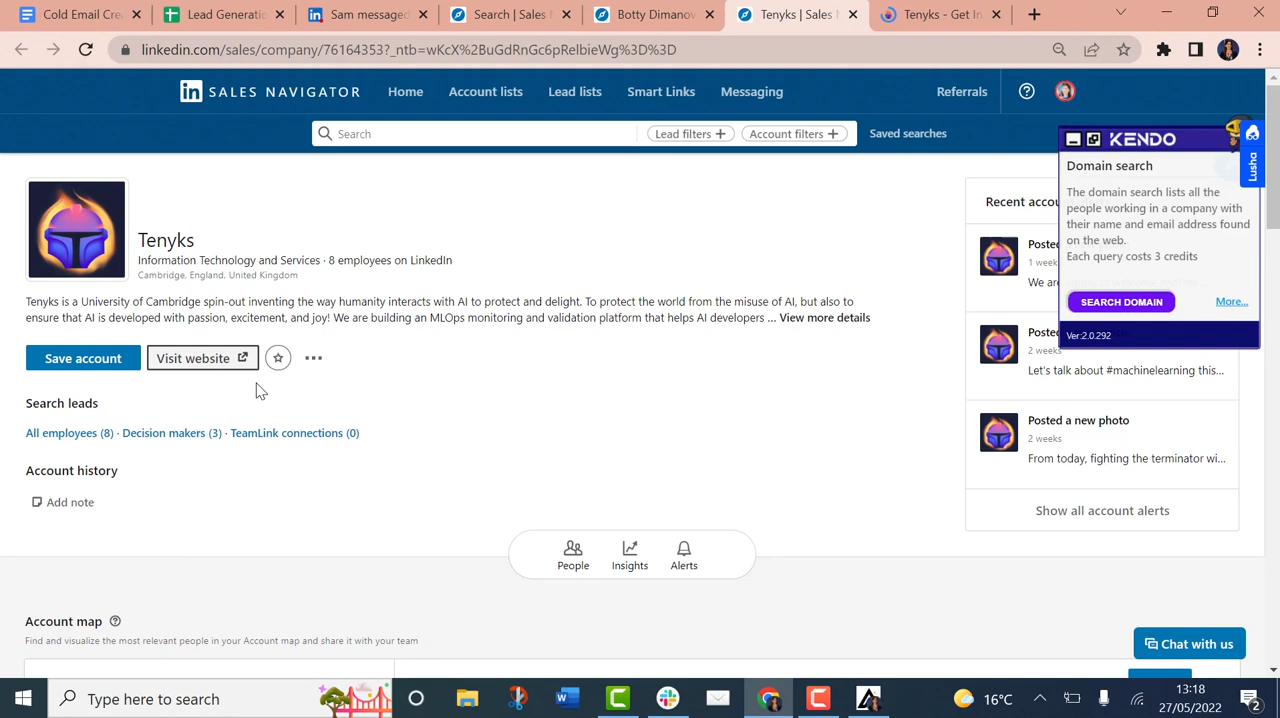 Cold Email Cre
Lead Generati
Sam messaged
Search | Sales N
Botty Dimanov
Tenyks | Sales N
Tenyks - Get In
linkedin.com/sales/company/76164353?_ntb=wKcX%2BuGdRnGc6pRelbieWg%3D%3D
in SALES NAVIGATOR
Home
Account lists
Lead lists
Smart Links
Messaging
Referrals
Search
Lead filters +
Account filters +
Saved searches
KENDO
Lusha
Domain search
The domain search lists all the
people working in a company with
their name and email address found
on the web.
Each query costs 3 credits
SEARCH DOMAIN
More...
Ver:2.0.292
Tenyks
Information Technology and Services · 8 employees on LinkedIn
Cambridge, England, United Kingdom
Tenyks is a University of Cambridge spin-out inventing the way humanity interacts with AI to protect and delight. To protect the world from the misuse of AI, but also to
ensure that AI is developed with passion, excitement, and joy! We are building an MLOps monitoring and validation platform that helps AI developers ... View more details
Save account
Visit website
Search leads
All employees (8) · Decision makers (3) · TeamLink connections (0)
Account history
Add note
Recent accou
Posted
1 week
We are
Posted
2 weeks
Let's talk about #machinelearning this...
Posted a new photo
2 weeks
From today, fighting the terminator wi...
Show all account alerts
People
Insights
Alerts
Account map
Find and visualize the most relevant people in your Account map and share it with your team
Chat with us
Type here to search
16°C
13:18
27/05/2022
2